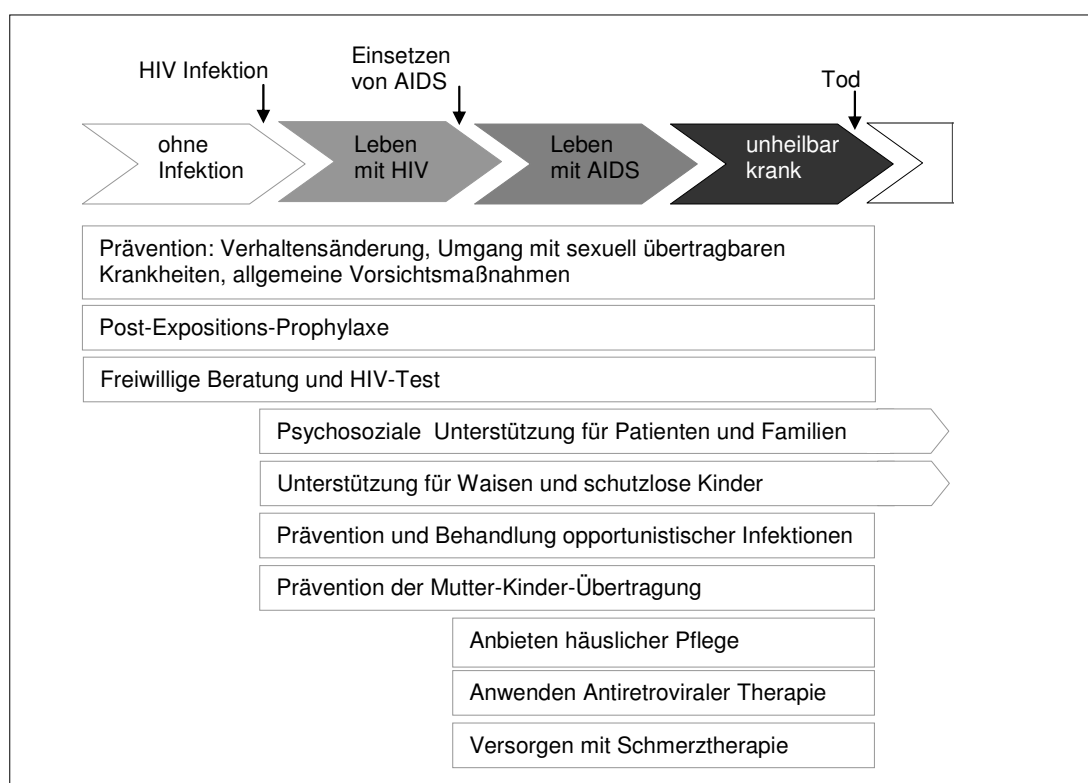 HIV Infektion
Einsetzen
von AIDS
Tod
ohne
Infektion
Leben
mit HIV
Leben
mit AIDS
unheilbar
krank
Prävention: Verhaltensänderung, Umgang mit sexuell übertragbaren
Krankheiten, allgemeine Vorsichtsmaßnahmen
Post-Expositions-Prophylaxe
Freiwillige Beratung und HIV-Test
Psychosoziale Unterstützung für Patienten und Familien
Unterstützung für Waisen und schutzlose Kinder
Prävention und Behandlung opportunistischer Infektionen
Prävention der Mutter-Kinder-Übertragung
Anbieten häuslicher Pflege
Anwenden Antiretroviraler Therapie
Versorgen mit Schmerztherapie